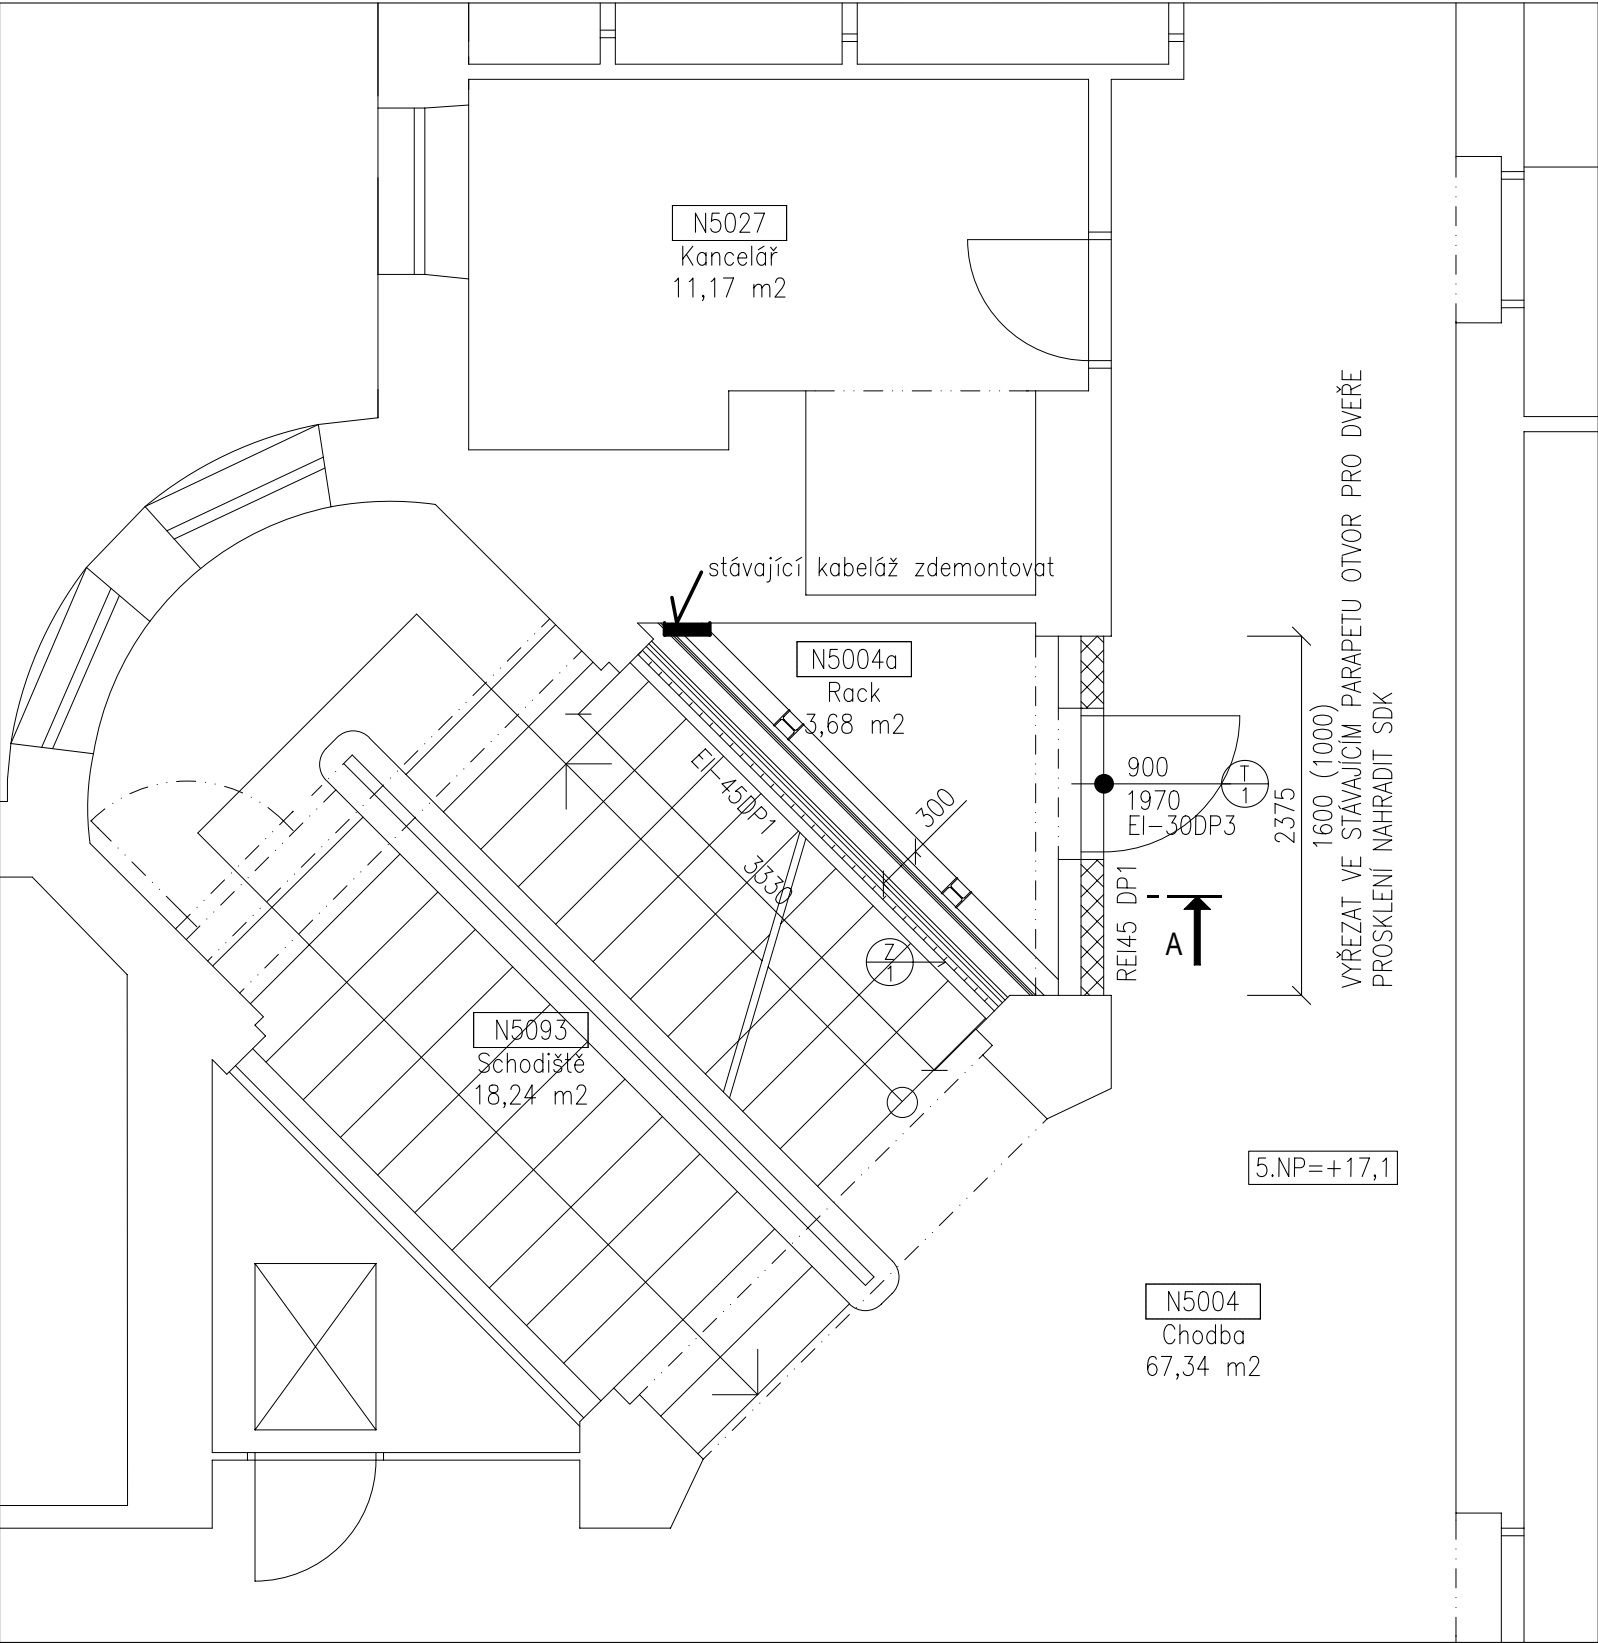 N5027
Kancelář
11,17 m2
stávající kabeláž zdemontovat
N5004a
Rack
3,68 m2
EI-45DP1
3330
300
Z
1
900
1970
EI-30DP3
T
1
REI45 DP1
A
2375
1600 (1000)
VYŘEZAT VE STÁVAJÍCÍM PARAPETU OTVOR PRO DVEŘE
PROSKLENÍ NAHRADIT SDK
N5093
Schodiště
18,24 m2
5.NP=+17,1
N5004
Chodba
67,34 m2